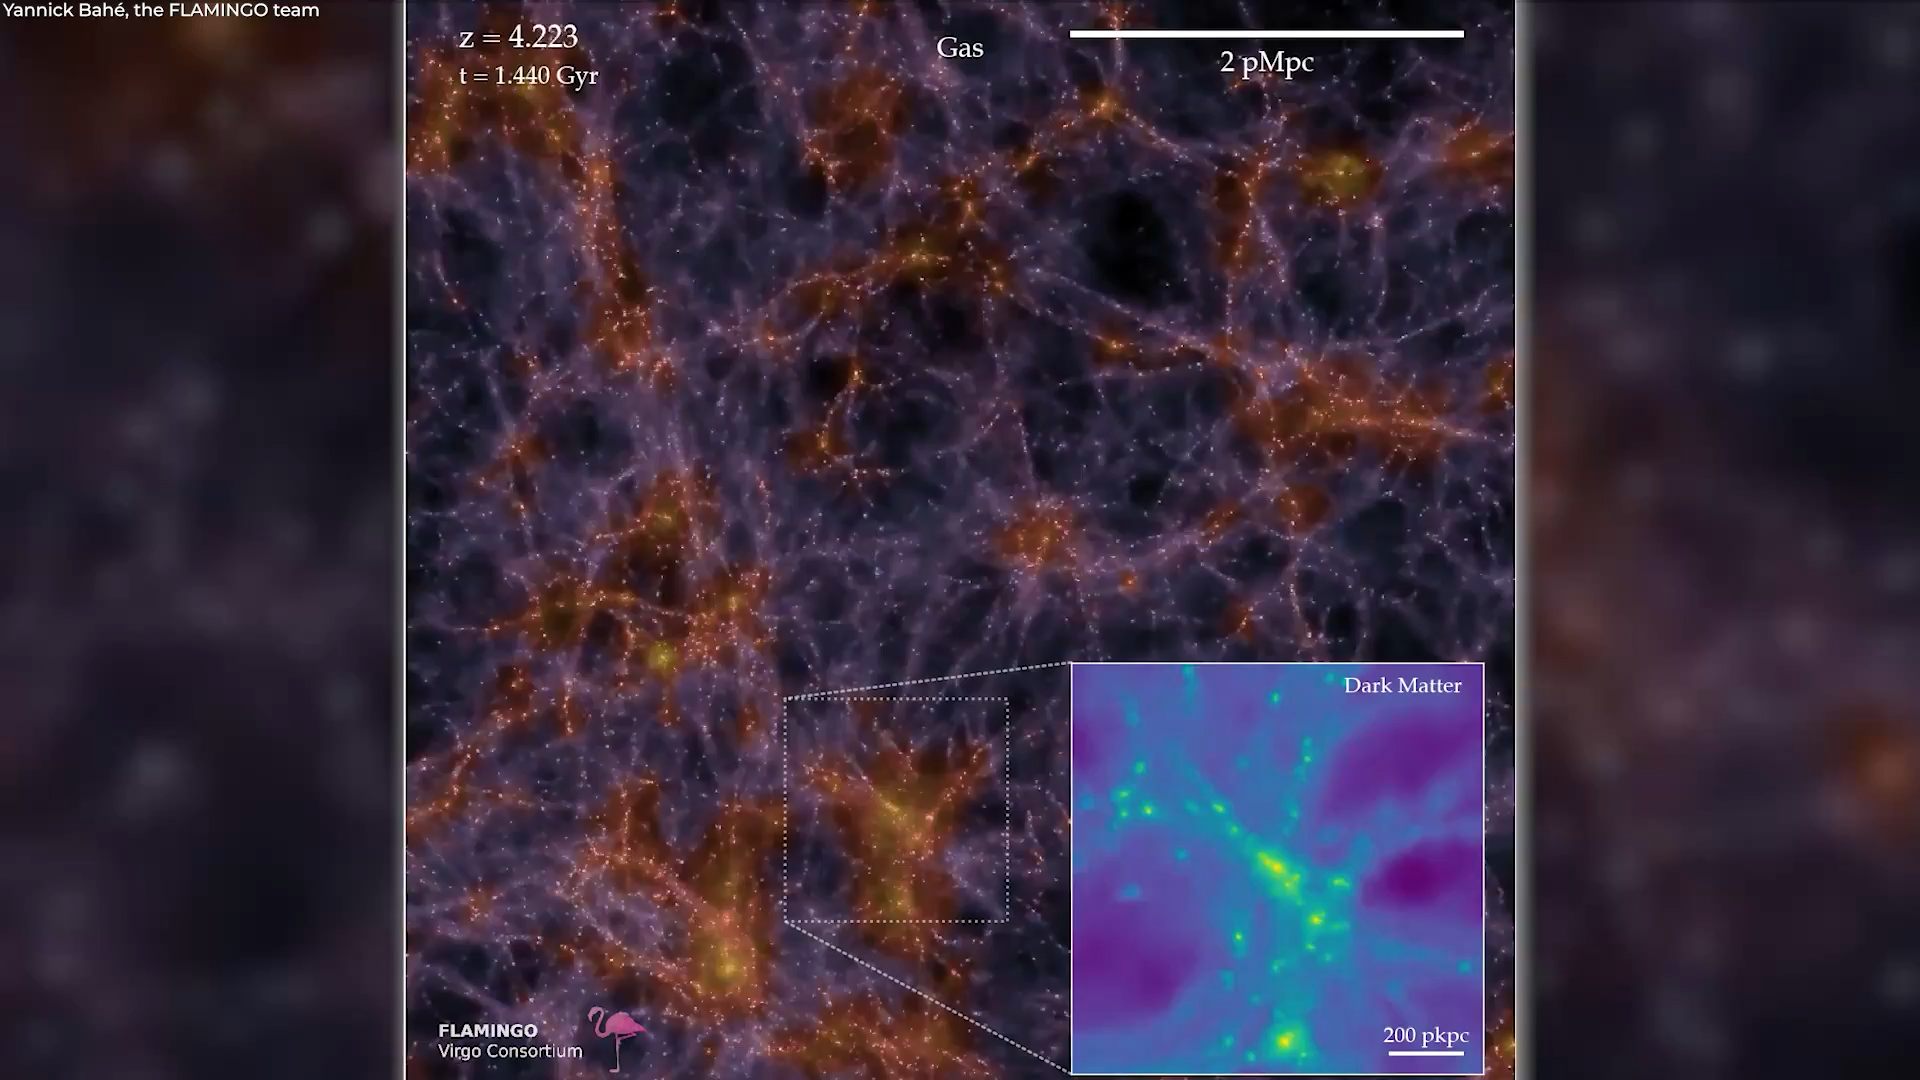 Yannick Bahé, the FLAMINGO team
z = 4.223
t = 1.440 Gyr
Gas
2 pMpc
Dark Matter
200 pkpc
FLAMINGO
Virgo Consortium